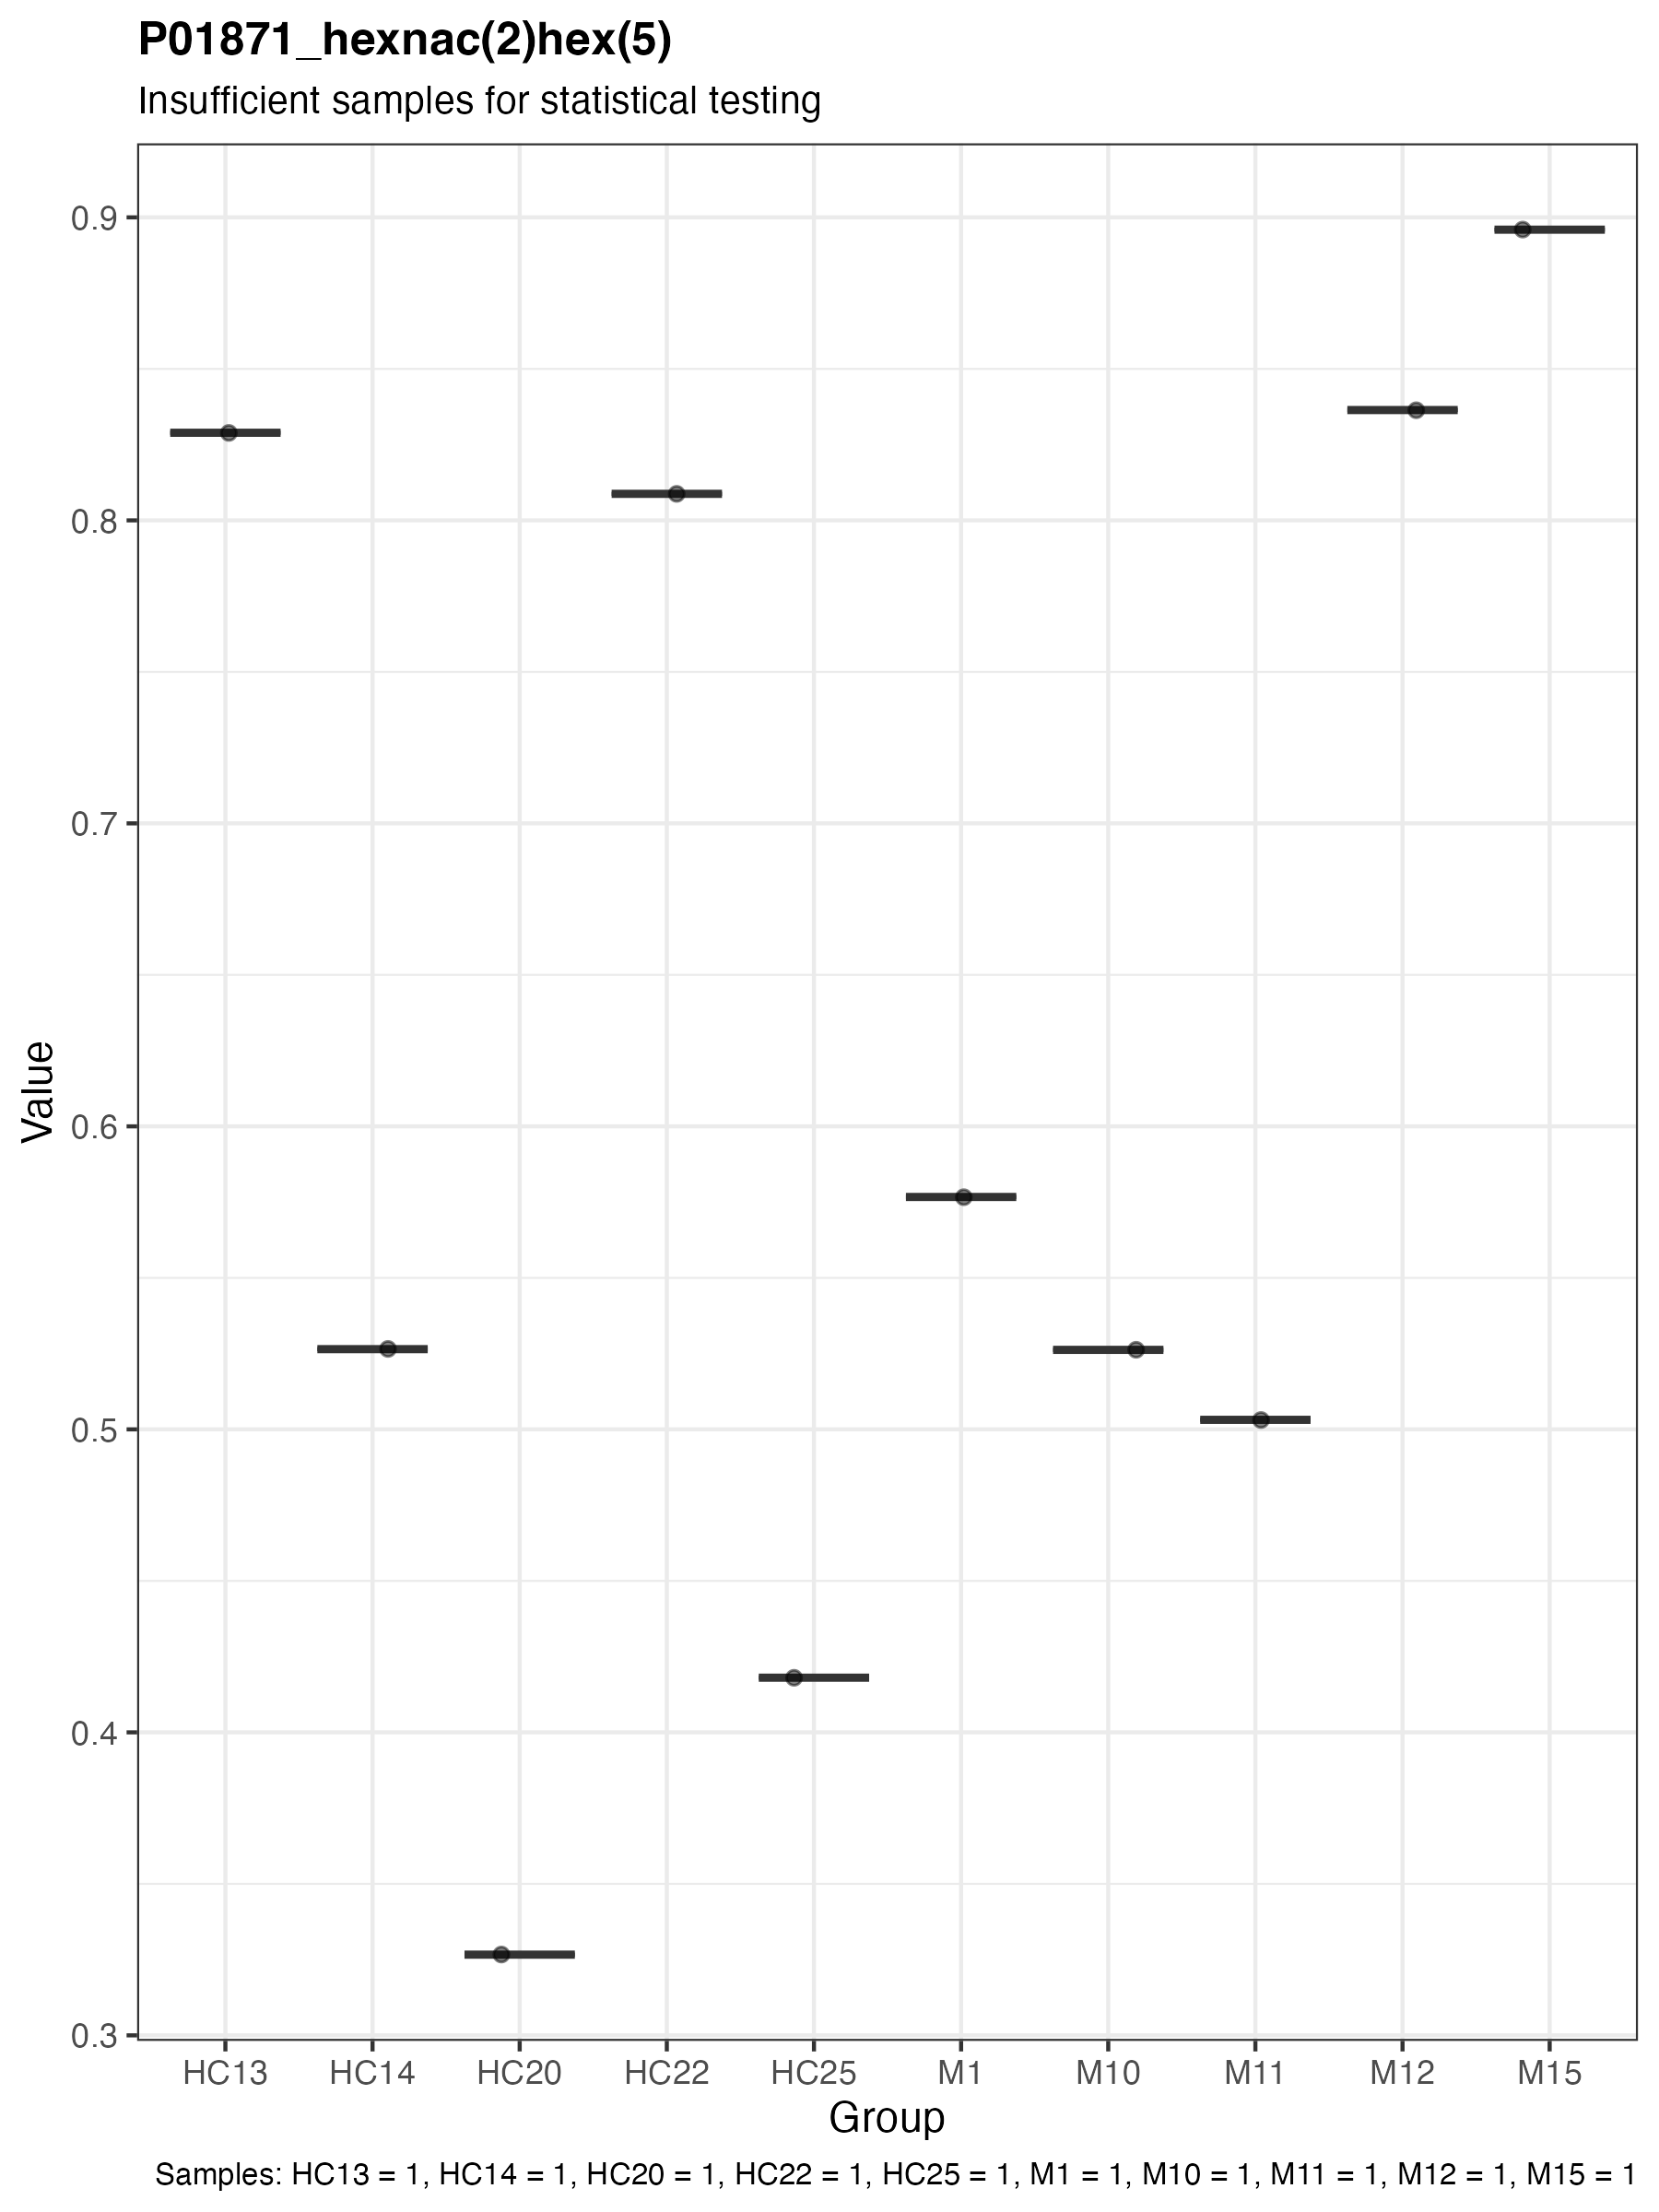 P01871_hexnac(2)hex(5)
Insufficient samples for statistical testing
0.9
0.8
0.7
0.6
0.5
0.4
0.3
Value
HC13 HC14 HC20 HC22 HC25 M1 M10 M11 M12 M15
Group
Samples: HC13 = 1, HC14 = 1, HC20 = 1, HC22 = 1, HC25 = 1, M1 = 1, M10 = 1, M11 = 1, M12 = 1, M15 = 1